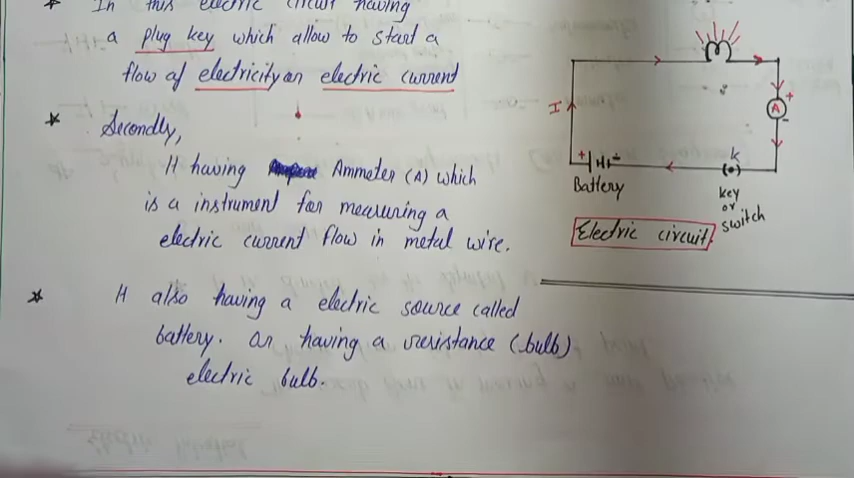 In this electric circuit having
a plug key which allow to start a
flow of electricity or electric current
Secondly,
It having Ammeter (A) which
is a instrument for measuring a
electric current flow in metal wire.
It also having a electric source called
battery. or having a resistance (bulb)
electric bulb.
I
A
+
-
+
-
Battery
K
key
or
switch
Electric circuit.